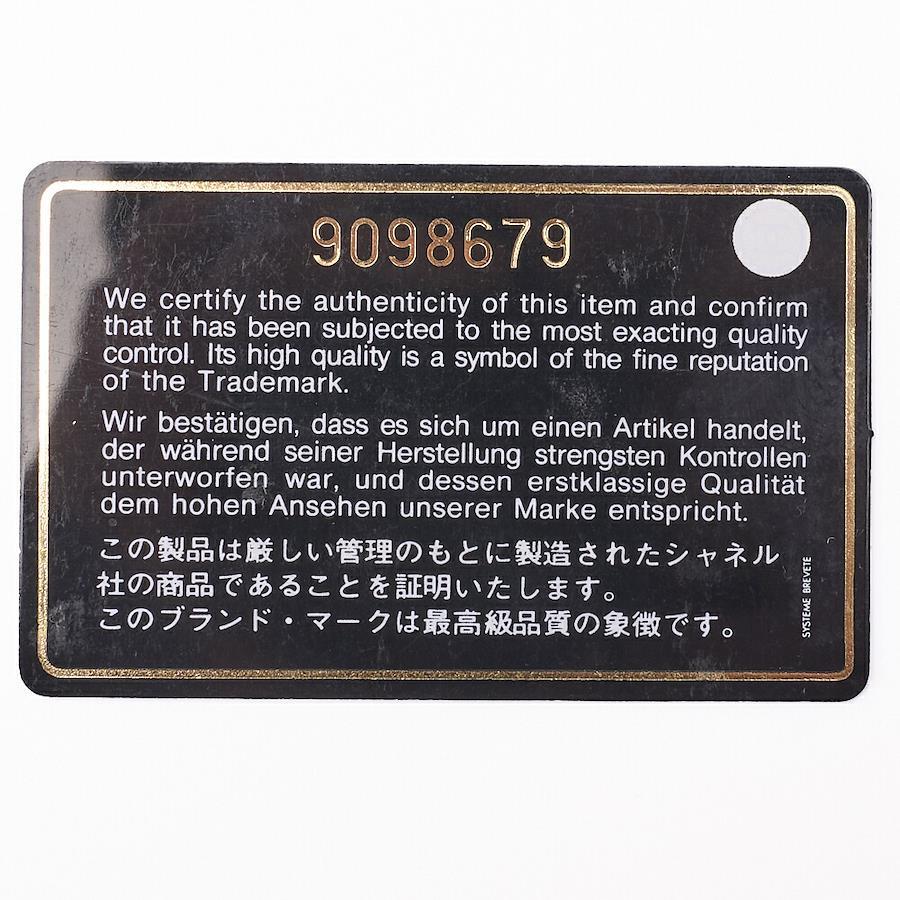 9098679
We certify the authenticity of this item and confirm
that it has been subjected to the most exacting quality
control. Its high quality is a symbol of the fine reputation
of the Trademark.
Wir bestätigen, dass es sich um einen Artikel handelt,
der während seiner Herstellung strengsten Kontrollen
unterworfen war, und dessen erstklassige Qualität
dem hohen Ansehen unserer Marke entspricht.
この製品は厳しい管理のもとに製造されたシャネル
社の商品であることを証明いたします。
このブランド・マークは最高級品質の象徴です。
SYSTEME BREVETE